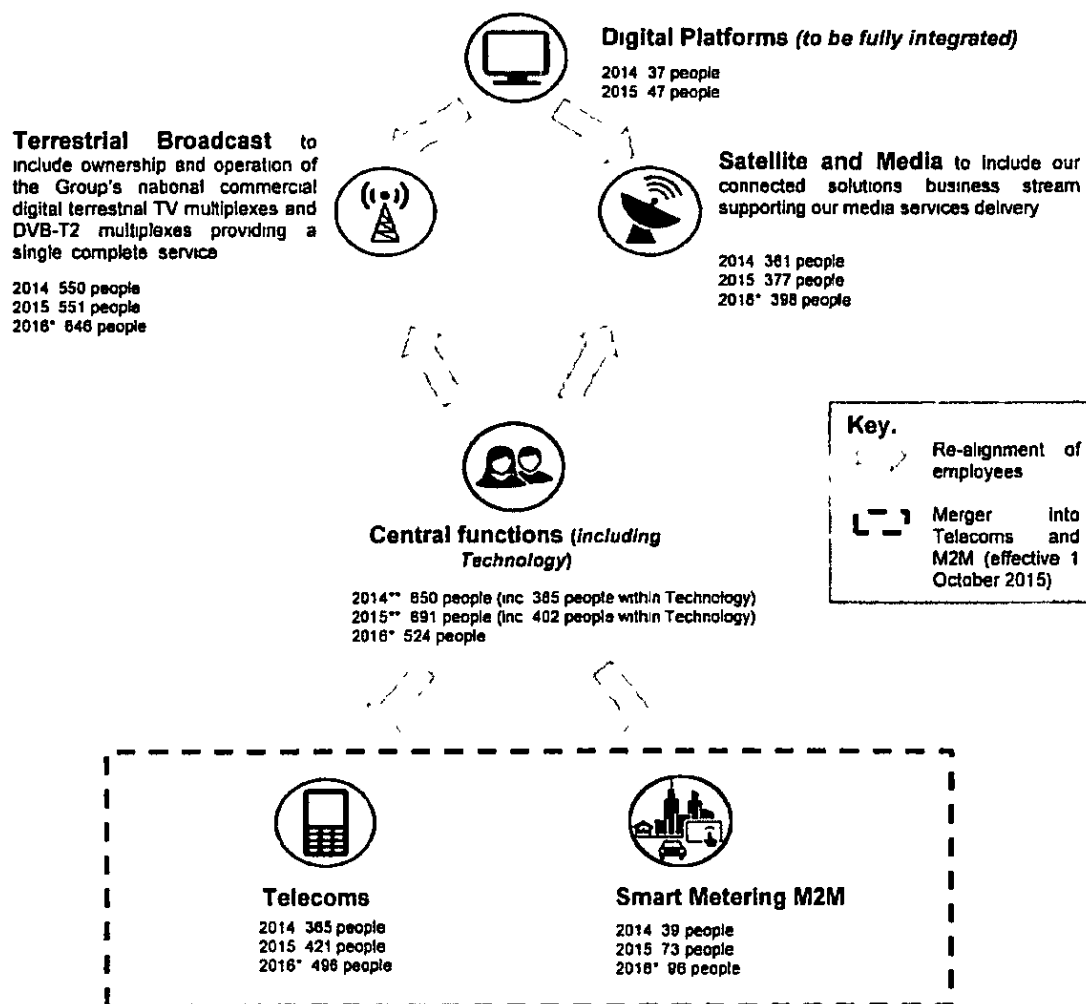 Digital Platforms (to be fully integrated)
2014 37 people
2015 47 people
Terrestrial Broadcast to
include ownership and operation of
the Group's national commercial
digital terrestrial TV multiplexes and
DVB-T2 multiplexes providing a
single complete service
2014 550 people
2015 551 people
2016* 646 people
Satellite and Media to include our
connected solutions business stream
supporting our media services delivery
2014 361 people
2015 377 people
2016* 398 people
Key.
Re-alignment of
employees
Merger into
Telecoms and
M2M (effective 1
October 2015)
Central functions (including
Technology)
2014** 650 people (inc 365 people within Technology)
2015** 691 people (inc 402 people within Technology)
2016* 524 people
Telecoms
2014 365 people
2015 421 people
2016* 496 people
Smart Metering M2M
2014 39 people
2015 73 people
2016* 96 people